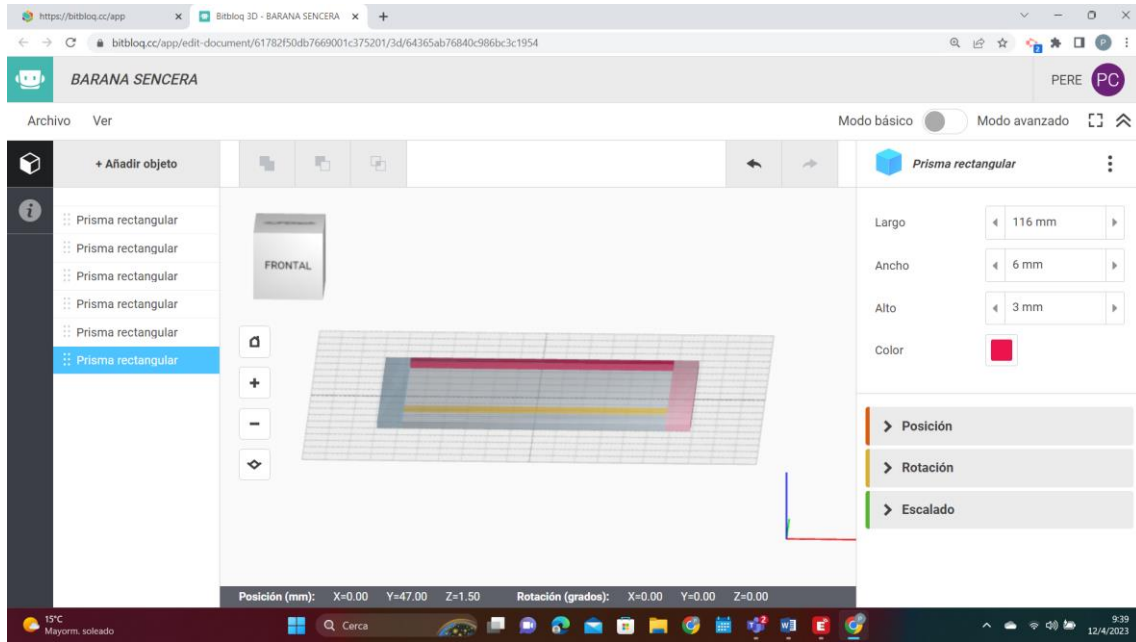 https://bitbloq.cc/app
Bitbloq 3D - BARANA SENCERA
bitbloq.cc/app/edit-document/61782f50db7669001c375201/3d/64365ab76840c986bc3c1954
2
P
BARANA SENCERA
PERE PC
Archivo Ver
Modo básico Modo avanzado
+ Añadir objeto
Prisma rectangular
Prisma rectangular
Prisma rectangular
Prisma rectangular
Prisma rectangular
Prisma rectangular
Prisma rectangular
FRONTAL
Largo 116 mm
Ancho 6 mm
Alto 3 mm
Color
Posición
Rotación
Escalado
Posición (mm): X=0.00 Y=47.00 Z=1.50 Rotación (grados): X=0.00 Y=0.00 Z=0.00
15°C
Mayorm. soleado
Cerca
2
9:39
12/4/2023